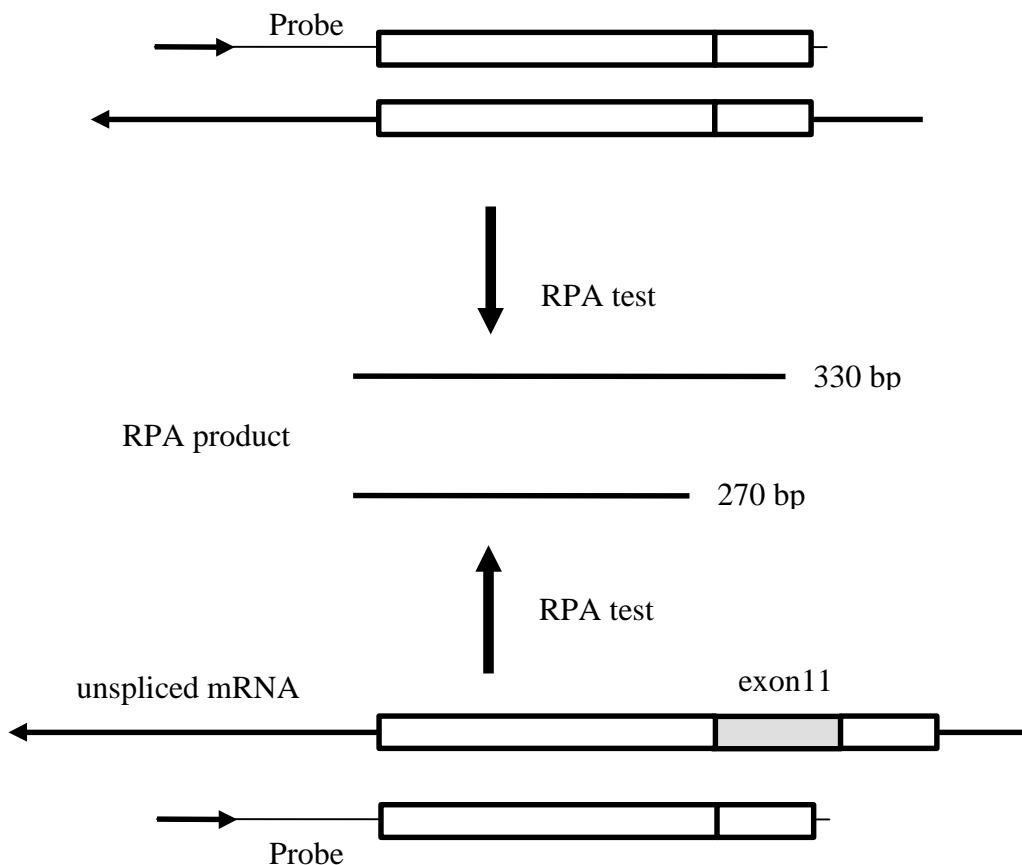 Probe
RPA test
330 bp
RPA product
270 bp
RPA test
unspliced mRNA
exon11
Probe